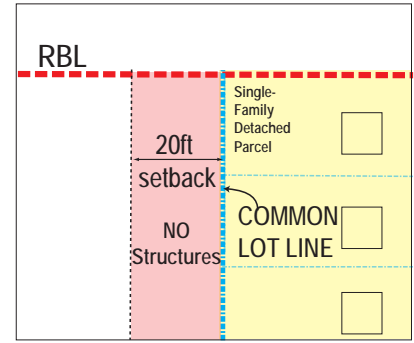 RBL
Single-
Family
Detached
Parcel
20ft
setback
NO
Structures
COMMON
LOT LINE